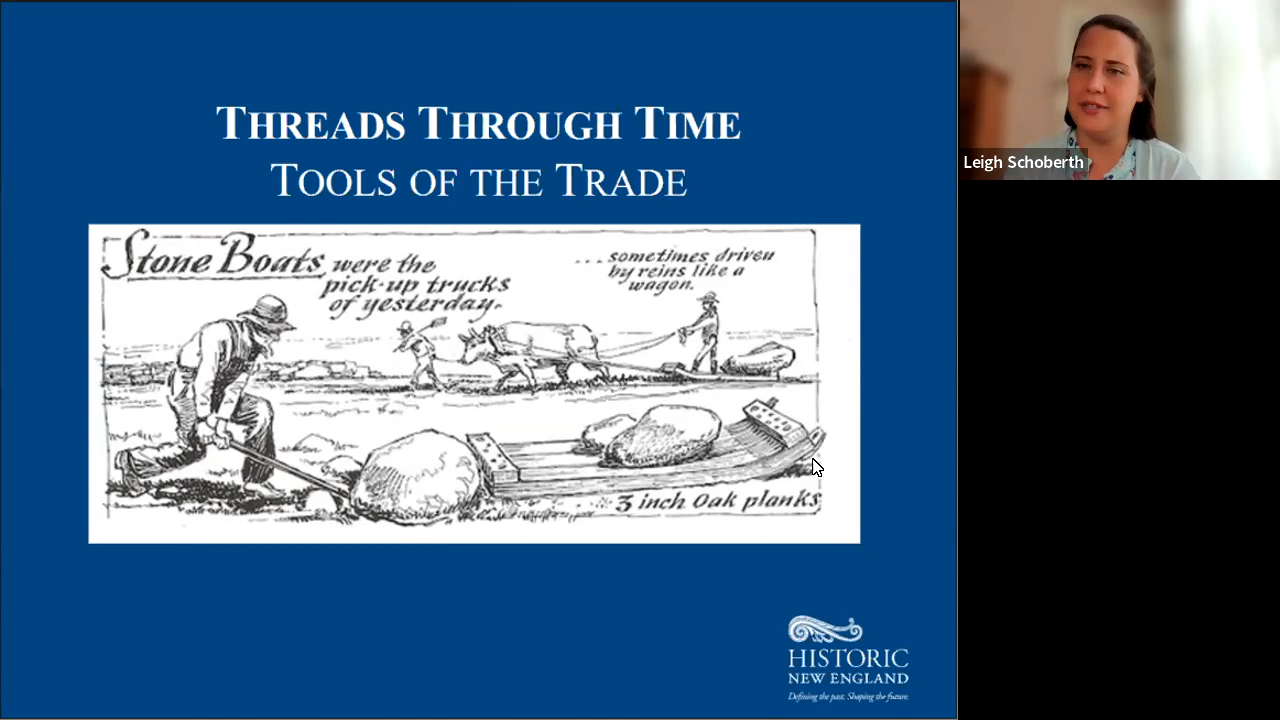 THREADS THROUGH TIME
TOOLS OF THE TRADE
Stone Boats were the
pick-up trucks
of yesterday.
...sometimes driven
by reins like a
wagon.
... 3 inch Oak planks
HISTORIC
NEW ENGLAND
Defining the past. Shaping the future.
Leigh Schoberth